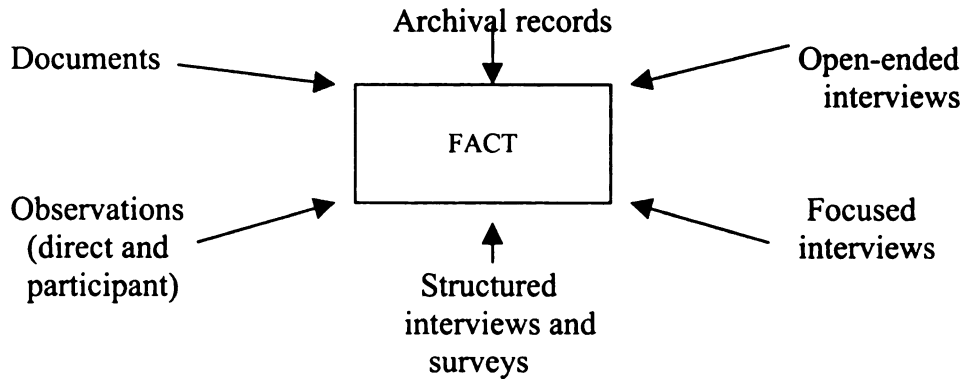 Archival records
Documents
Open-ended
interviews
FACT
Observations
(direct and
participant)
Focused
interviews
Structured
interviews and
surveys